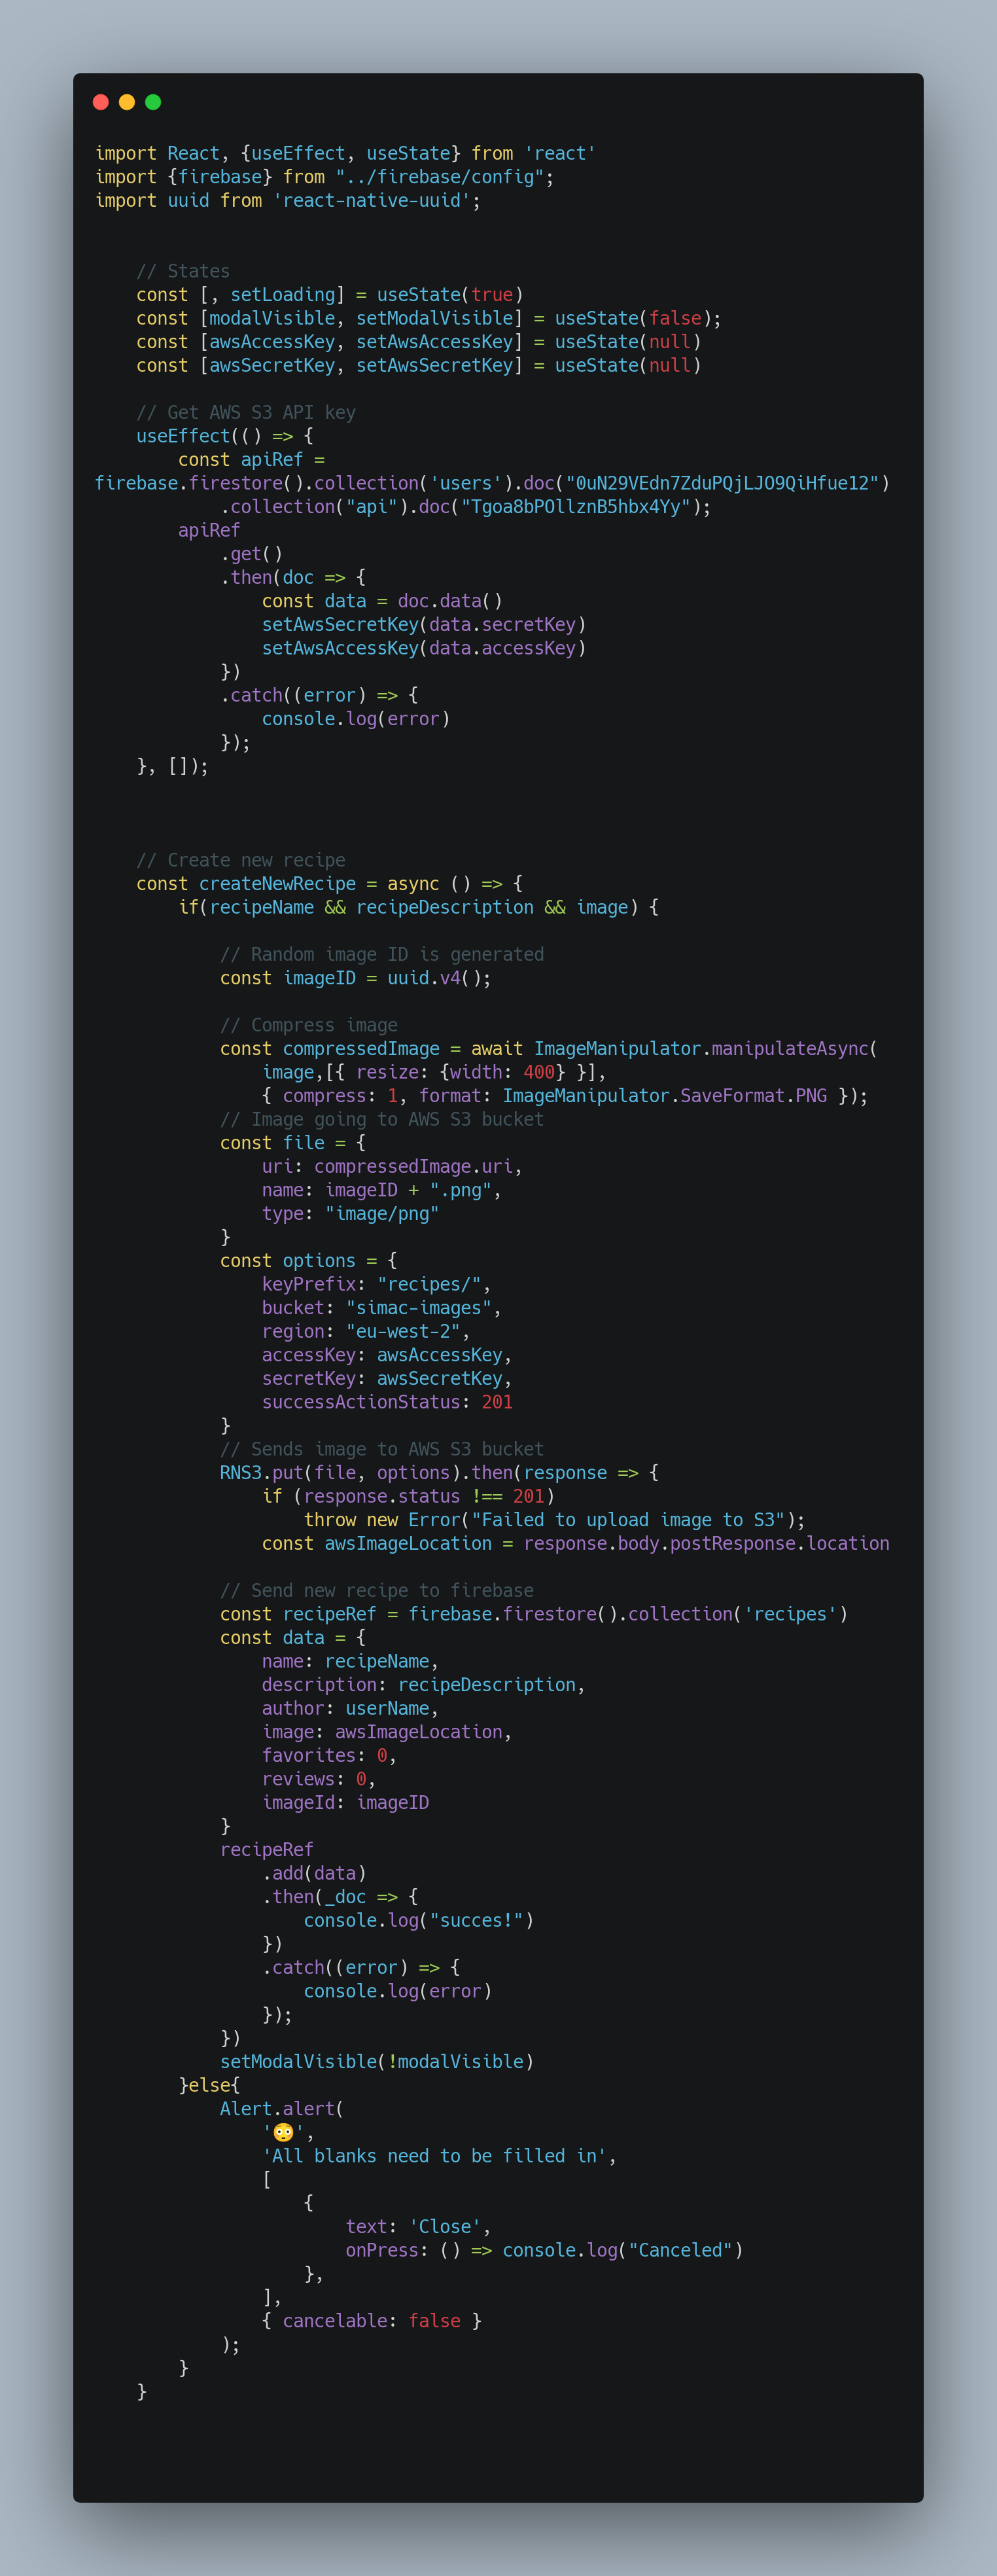 import React, {useEffect, useState} from 'react'
import {firebase} from "../firebase/config";
import uuid from 'react-native-uuid';


    // States
    const [, setLoading] = useState(true)
    const [modalVisible, setModalVisible] = useState(false);
    const [awsAccessKey, setAwsAccessKey] = useState(null)
    const [awsSecretKey, setAwsSecretKey] = useState(null)

    // Get AWS S3 API key
    useEffect(() => {
        const apiRef =
firebase.firestore().collection('users').doc("0uN29VEdn7ZduPQjLJO9QiHfue12")
            .collection("api").doc("Tgoa8bPOllznB5hbx4Yy");
        apiRef
            .get()
            .then(doc => {
                const data = doc.data()
                setAwsSecretKey(data.secretKey)
                setAwsAccessKey(data.accessKey)
            })
            .catch((error) => {
                console.log(error)
            });
    }, []);



    // Create new recipe
    const createNewRecipe = async () => {
        if(recipeName && recipeDescription && image) {

            // Random image ID is generated
            const imageID = uuid.v4();

            // Compress image
            const compressedImage = await ImageManipulator.manipulateAsync(
                image,[{ resize: {width: 400} }],
                { compress: 1, format: ImageManipulator.SaveFormat.PNG });
            // Image going to AWS S3 bucket
            const file = {
                uri: compressedImage.uri,
                name: imageID + ".png",
                type: "image/png"
            }
            const options = {
                keyPrefix: "recipes/",
                bucket: "simac-images",
                region: "eu-west-2",
                accessKey: awsAccessKey,
                secretKey: awsSecretKey,
                successActionStatus: 201
            }
            // Sends image to AWS S3 bucket
            RNS3.put(file, options).then(response => {
                if (response.status !== 201)
                    throw new Error("Failed to upload image to S3");
                const awsImageLocation = response.body.postResponse.location

            // Send new recipe to firebase
            const recipeRef = firebase.firestore().collection('recipes')
            const data = {
                name: recipeName,
                description: recipeDescription,
                author: userName,
                image: awsImageLocation,
                favorites: 0,
                reviews: 0,
                imageId: imageID
            }
            recipeRef
                .add(data)
                .then(_doc => {
                    console.log("succes!")
                })
                .catch((error) => {
                    console.log(error)
                });
            })
            setModalVisible(!modalVisible)
        }else{
            Alert.alert(
                '😳',
                'All blanks need to be filled in',
                [
                    {
                        text: 'Close',
                        onPress: () => console.log("Canceled")
                    },
                ],
                { cancelable: false }
            );
        }
    }